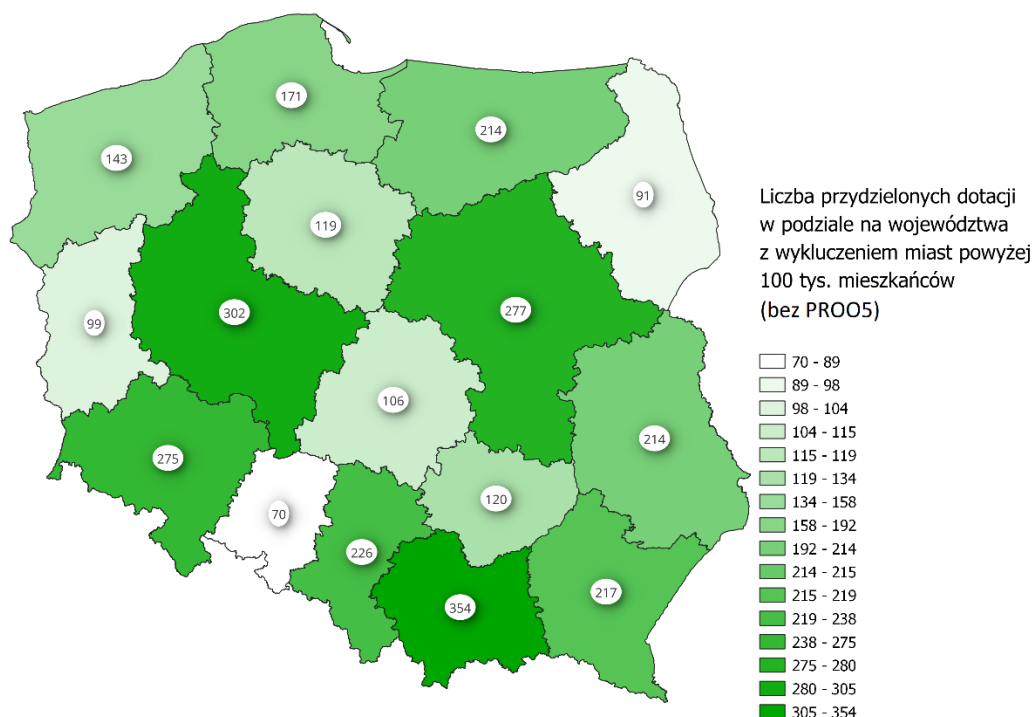 171
214
143
91
119
Liczba przydzielonych dotacji
w podziale na województwa
z wykluczeniem miast powyżej
100 tys. mieszkańców
(bez PROO5)
302
277
99
106
275
214
120
70
226
217
354
70 - 89
89 - 98
98 - 104
104 - 115
115 - 119
119 - 134
134 - 158
158 - 192
192 - 214
214 - 215
215 - 219
219 - 238
238 - 275
275 - 280
280 - 305
305 - 354